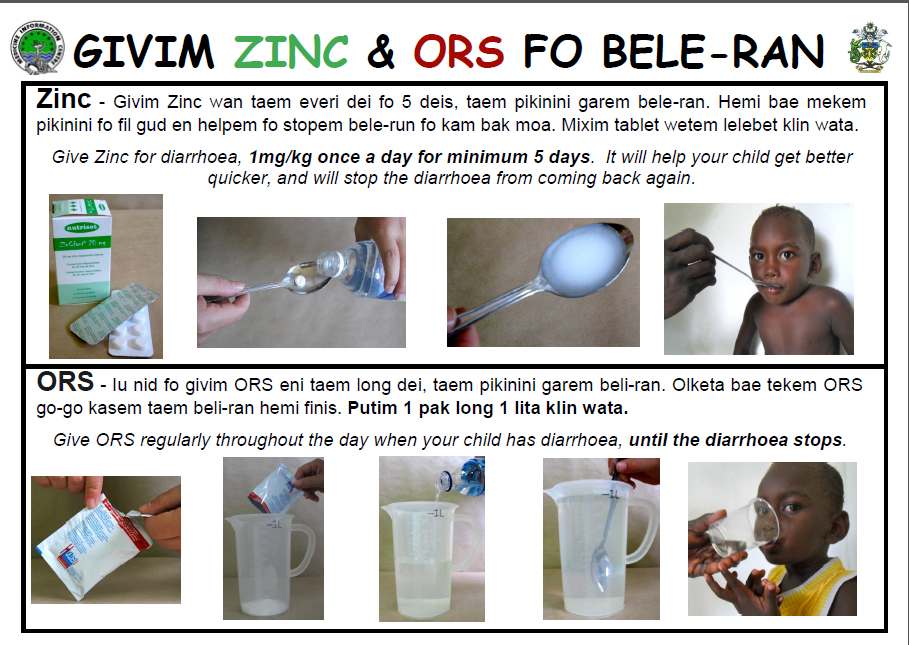 GIVIM ZINC & ORS FO BELE-RAN
Zinc - Givim Zinc wan taem everi dei fo 5 deis, taem pikinini garem bele-ran. Hemi bae mekem
pikinini fo fil gud en helpem fo stopem bele-run fo kam bak moa. Mixim tablet wetem lelebet klin wata.
Give Zinc for diarrhoea, 1mg/kg once a day for minimum 5 days. It will help your child get better
quicker, and will stop the diarrhoea from coming back again.
nutriset
20 mg
ORS - Iu nid fo givim ORS eni taem long dei, taem pikinini garem beli-ran. Olketa bae tekem ORS
go-go kasem taem beli-ran hemi finis. Putim 1 pak long 1 lita klin wata.
Give ORS regularly throughout the day when your child has diarrhoea, until the diarrhoea stops.
-1L
-1L
-1L